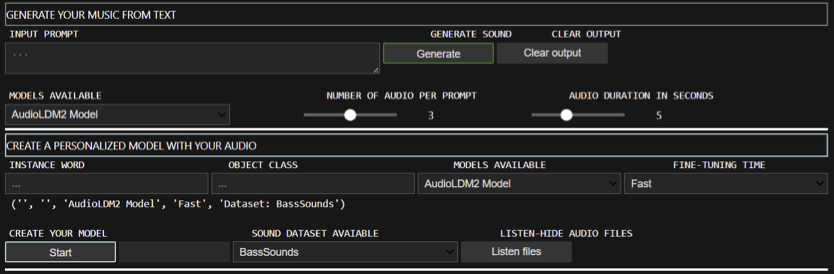 GENERATE YOUR MUSIC FROM TEXT
INPUT PROMPT GENERATE SOUND CLEAR OUTPUT
... Generate Clear output
MODELS AVAILABLE NUMBER OF AUDIO PER PROMPT AUDIO DURATION IN SECONDS
AudioLDM2 Model 3 5
CREATE A PERSONALIZED MODEL WITH YOUR AUDIO
INSTANCE WORD OBJECT CLASS MODELS AVAILABLE FINE-TUNING TIME
... ... AudioLDM2 Model Fast
('', '', 'AudioLDM2 Model', 'Fast', 'Dataset: BassSounds')
CREATE YOUR MODEL SOUND DATASET AVAIABLE LISTEN-HIDE AUDIO FILES
Start BassSounds Listen files